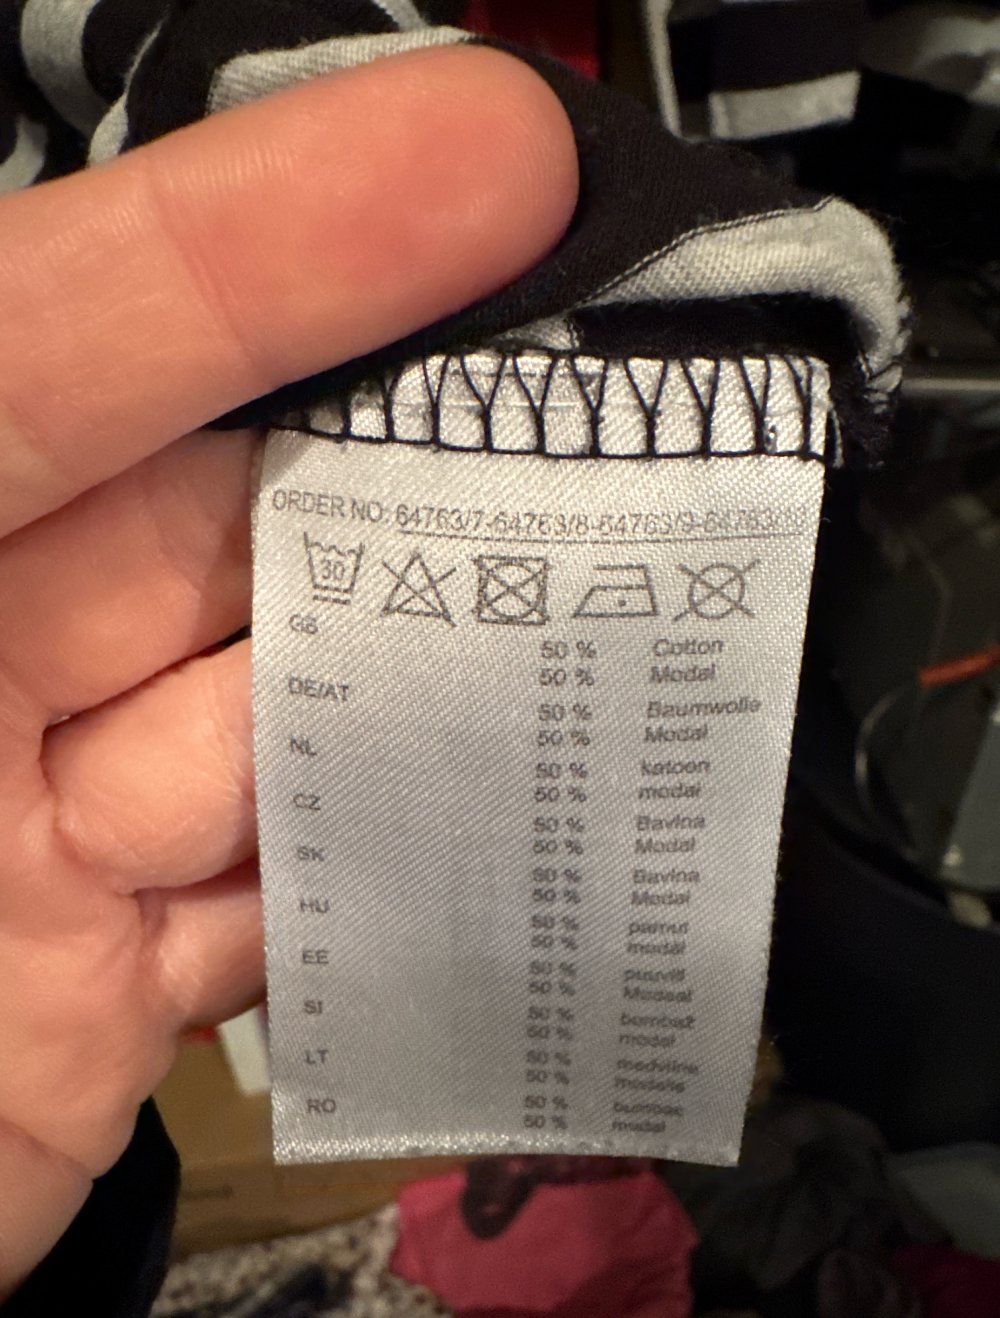 ORDER NO: 64763/7-64763/8-64763/9-64763/
30
GB
50 % Cotton
50 % Modal
DE/AT
50 % Baumwolle
50 % Modal
NL
50 % katoen
50 % modal
CZ
50 % Bavlna
50 % Modal
SK
50 % Bavlna
50 % Modal
HU
50 % pamut
50 % modál
EE
50 % puuvill
50 % Modaal
SI
50 % bombaž
50 % modal
LT
50 % medvilnė
50 % modalis
RO
50 % bumbac
50 % modal